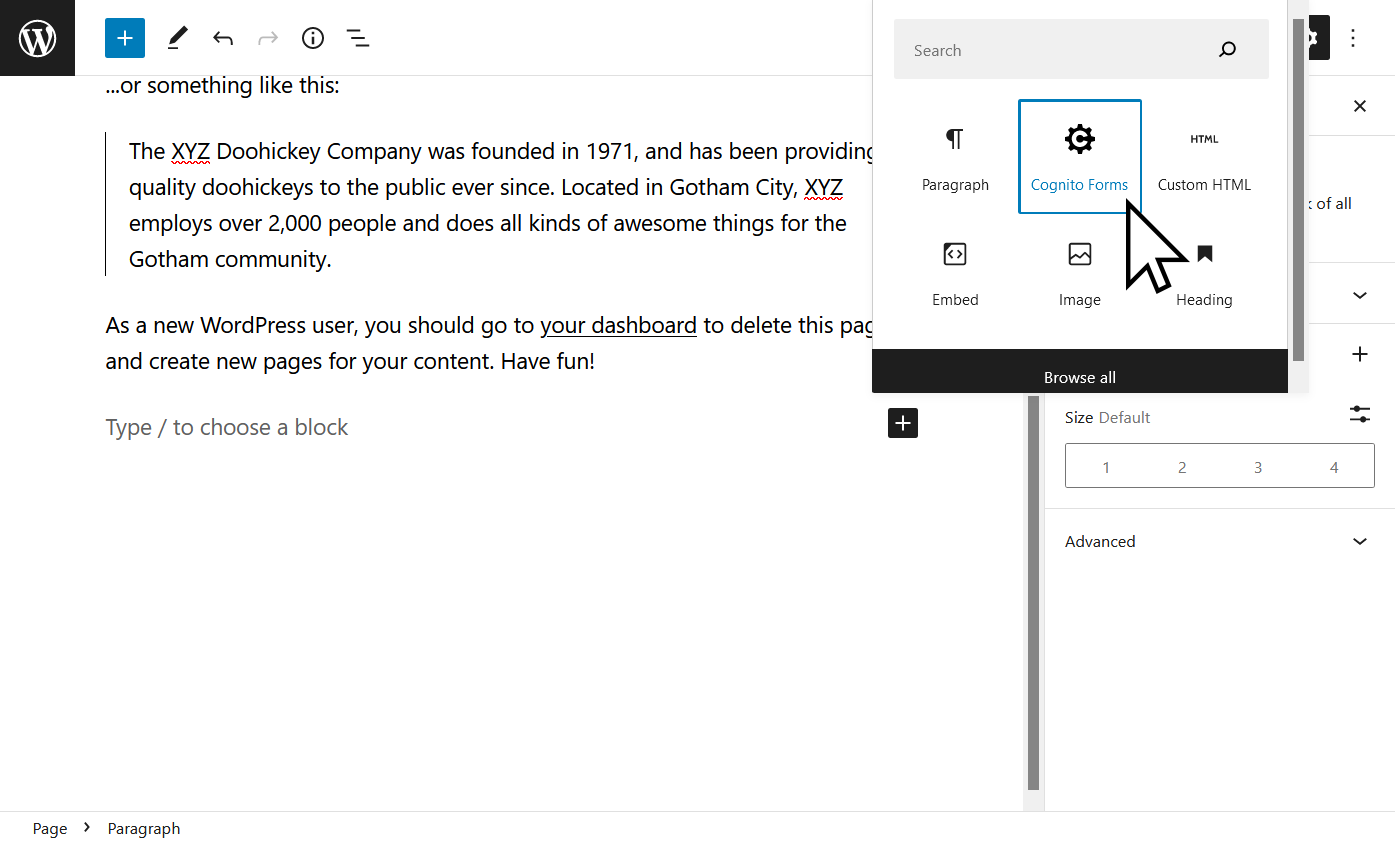 ...or something like this:
The XYZ Doohickey Company was founded in 1971, and has been providing
quality doohickeys to the public ever since. Located in Gotham City, XYZ
employs over 2,000 people and does all kinds of awesome things for the
Gotham community.
As a new WordPress user, you should go to your dashboard to delete this
and create new pages for your content. Have fun!
Type / to choose a block
Search
Paragraph
Cognito Forms
HTML
Custom HTML
Embed
Image
Heading
Browse all
of all
Size Default
1 2 3 4
Advanced
Page
Paragraph